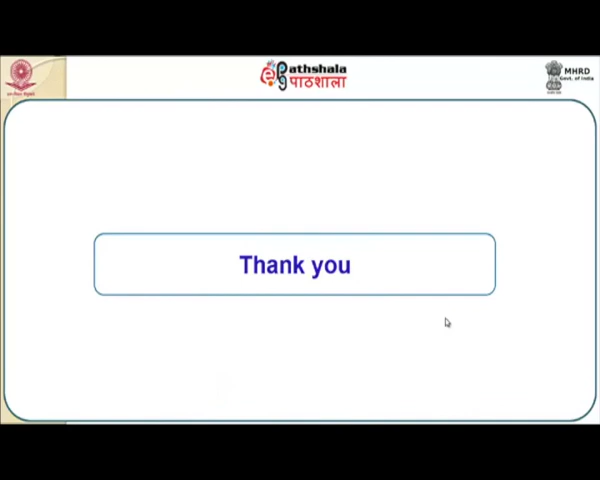 Pathshala
पाठशाला
MHRD
Govt. of India
Thank you